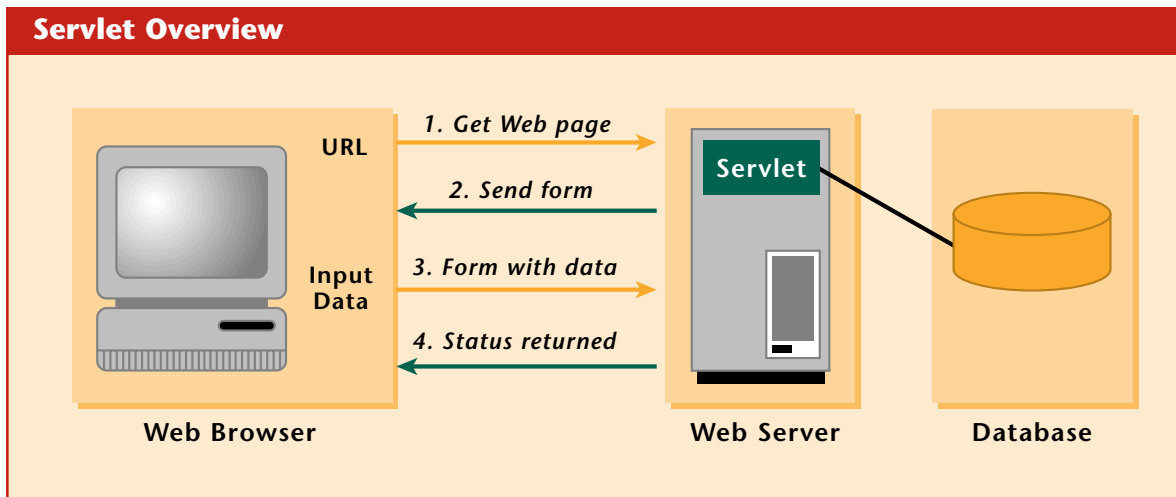 Servlet Overview
1. Get Web page
URL
Servlet
2. Send form
3. Form with data
Input
Data
4. Status returned
Web Browser
Web Server
Database